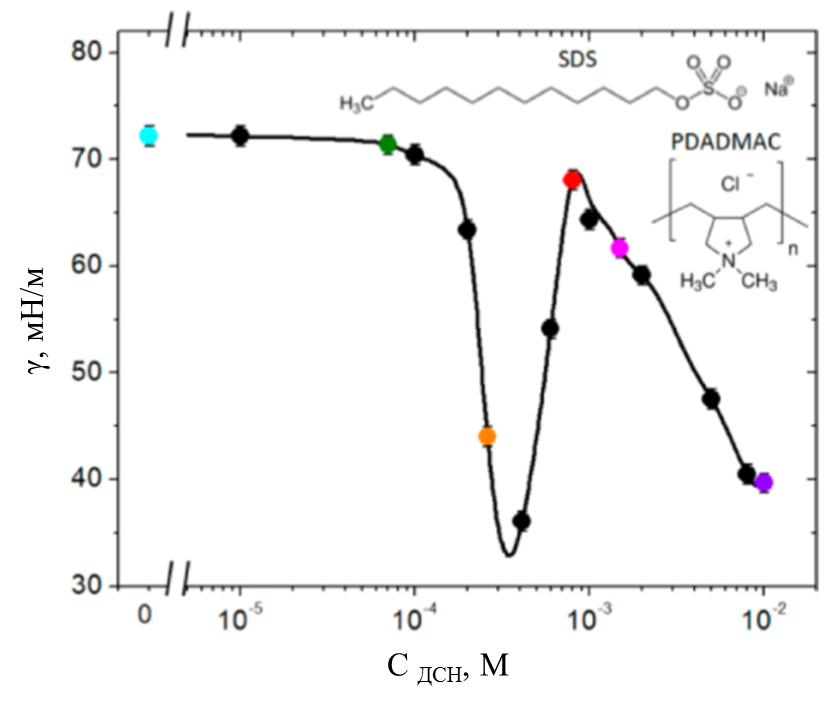 80
70
60
50
40
30
γ, мН/м
SDS
H₃C
O O
S
O O⊖ Na⊕
PDADMAC
Cl⁻
n
N⁺
H₃C CH₃
0 10⁻⁵ 10⁻⁴ 10⁻³ 10⁻²
С ДСН, М